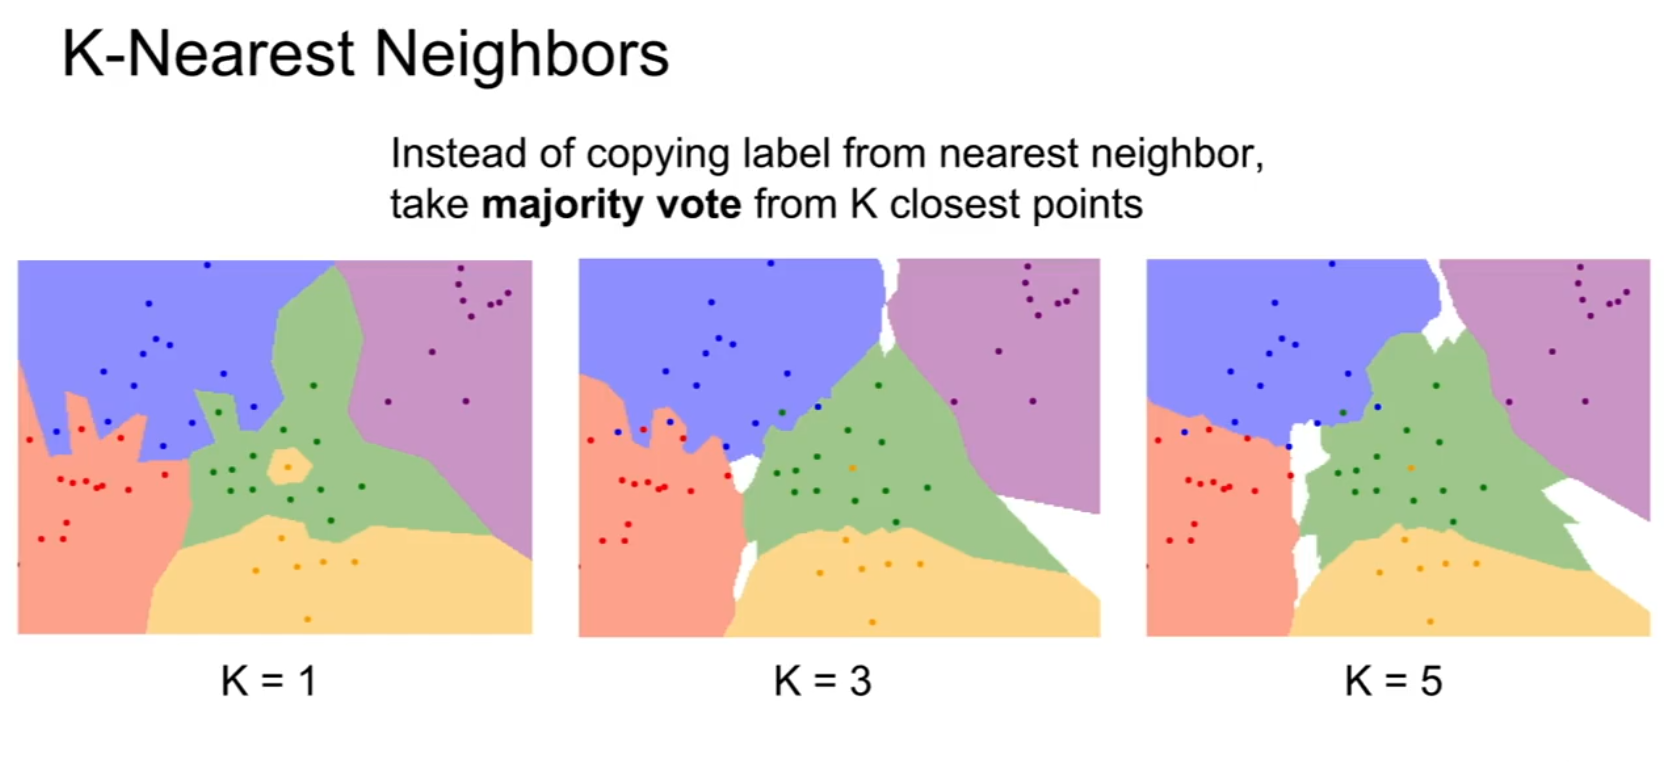 K-Nearest Neighbors
Instead of copying label from nearest neighbor,
take majority vote from K closest points
K = 1
K = 3
K = 5